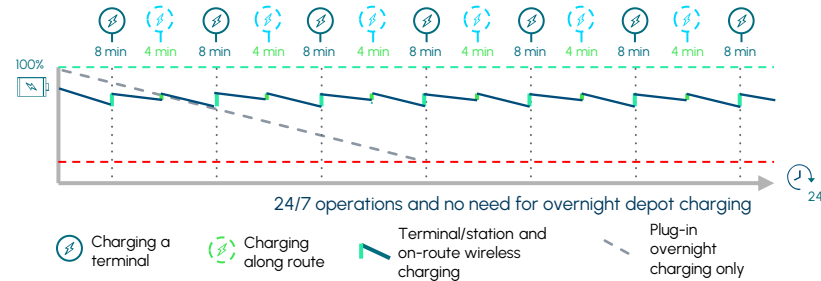 8 min 4 min 8 min 4 min 8 min 4 min 8 min 4 min 8 min 4 min 8 min 4 min 8 min
100%
24
24/7 operations and no need for overnight depot charging
Charging a
terminal
Charging
along route
Terminal/station and
on-route wireless
charging
Plug-in
overnight
charging only